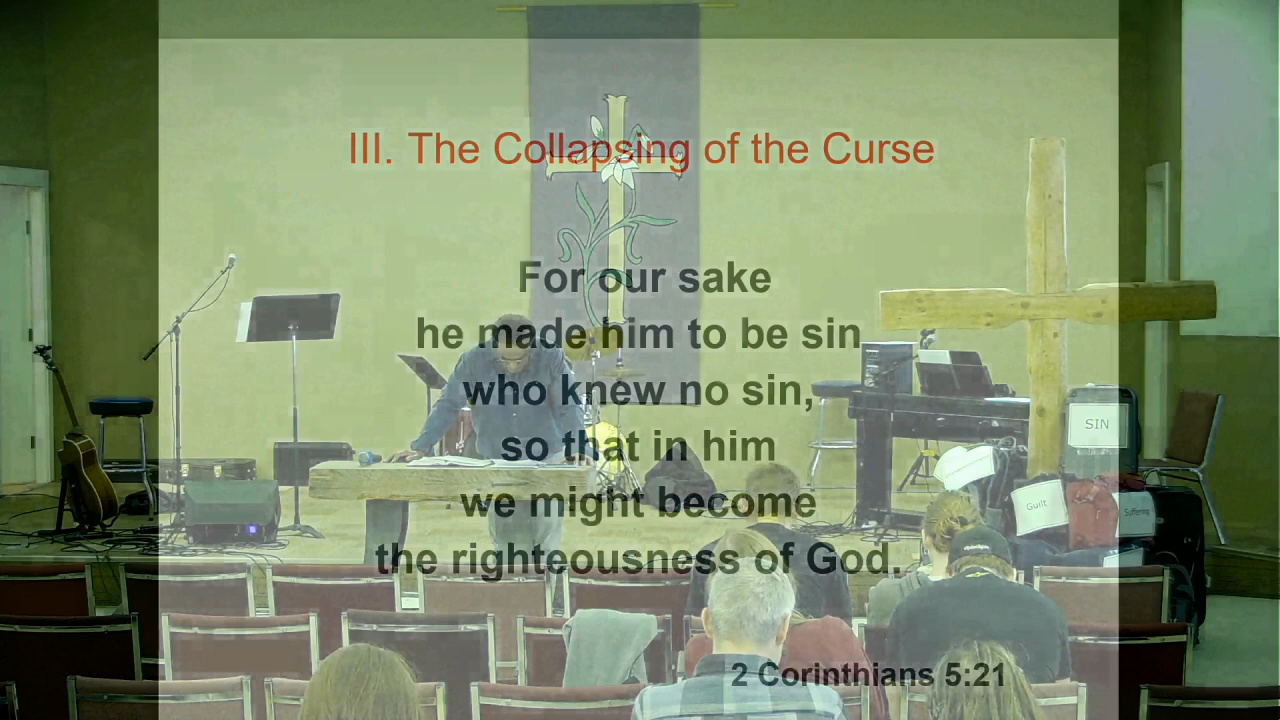 III. The Collapsing of the Curse
For our sake
he made him to be sin
who knew no sin,
so that in him
we might become
the righteousness of God.
2 Corinthians 5:21
SIN
Guilt
Suffering